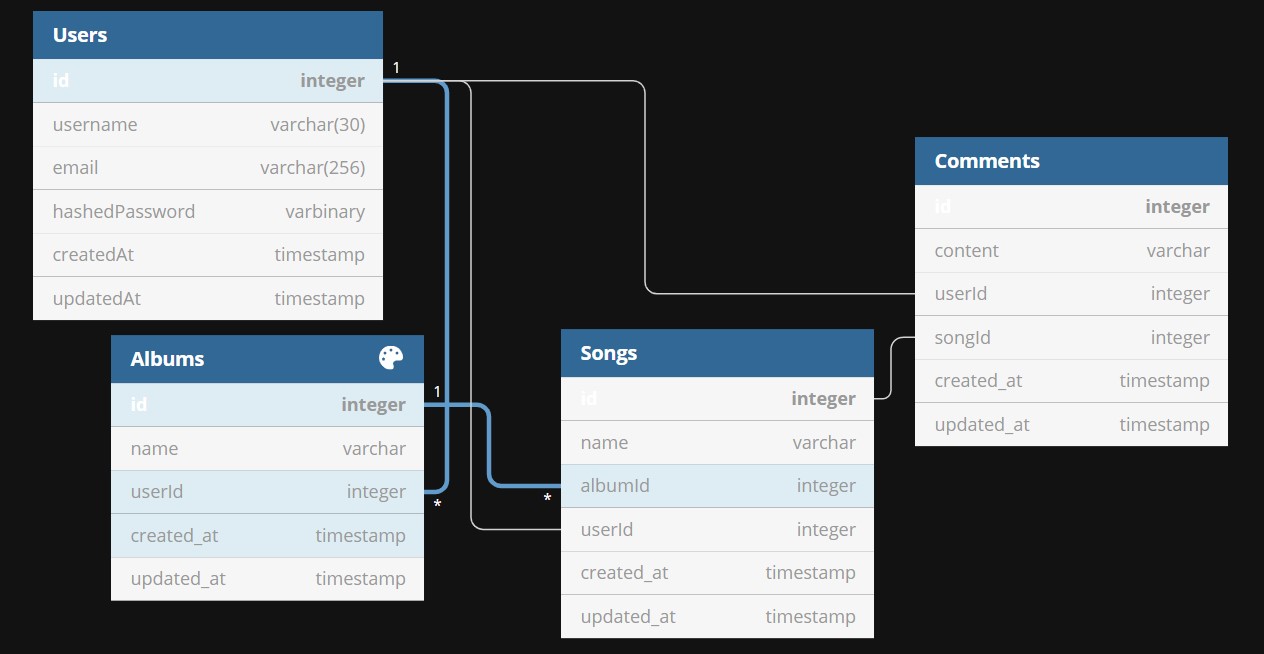 Users
id integer
username varchar(30)
email varchar(256)
hashedPassword varbinary
createdAt timestamp
updatedAt timestamp
1
Albums
id integer
name varchar
userId integer
created_at timestamp
updated_at timestamp
1
*
*
Songs
id integer
name varchar
albumId integer
userId integer
created_at timestamp
updated_at timestamp
Comments
id integer
content varchar
userId integer
songId integer
created_at timestamp
updated_at timestamp